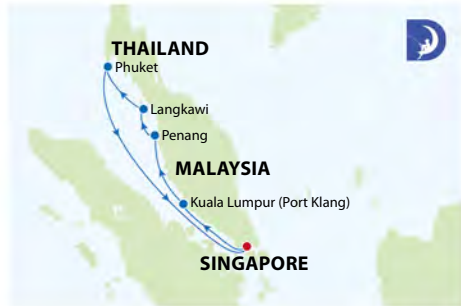 THAILAND
Phuket
Langkawi
Penang
MALAYSIA
Kuala Lumpur (Port Klang)
SINGAPORE